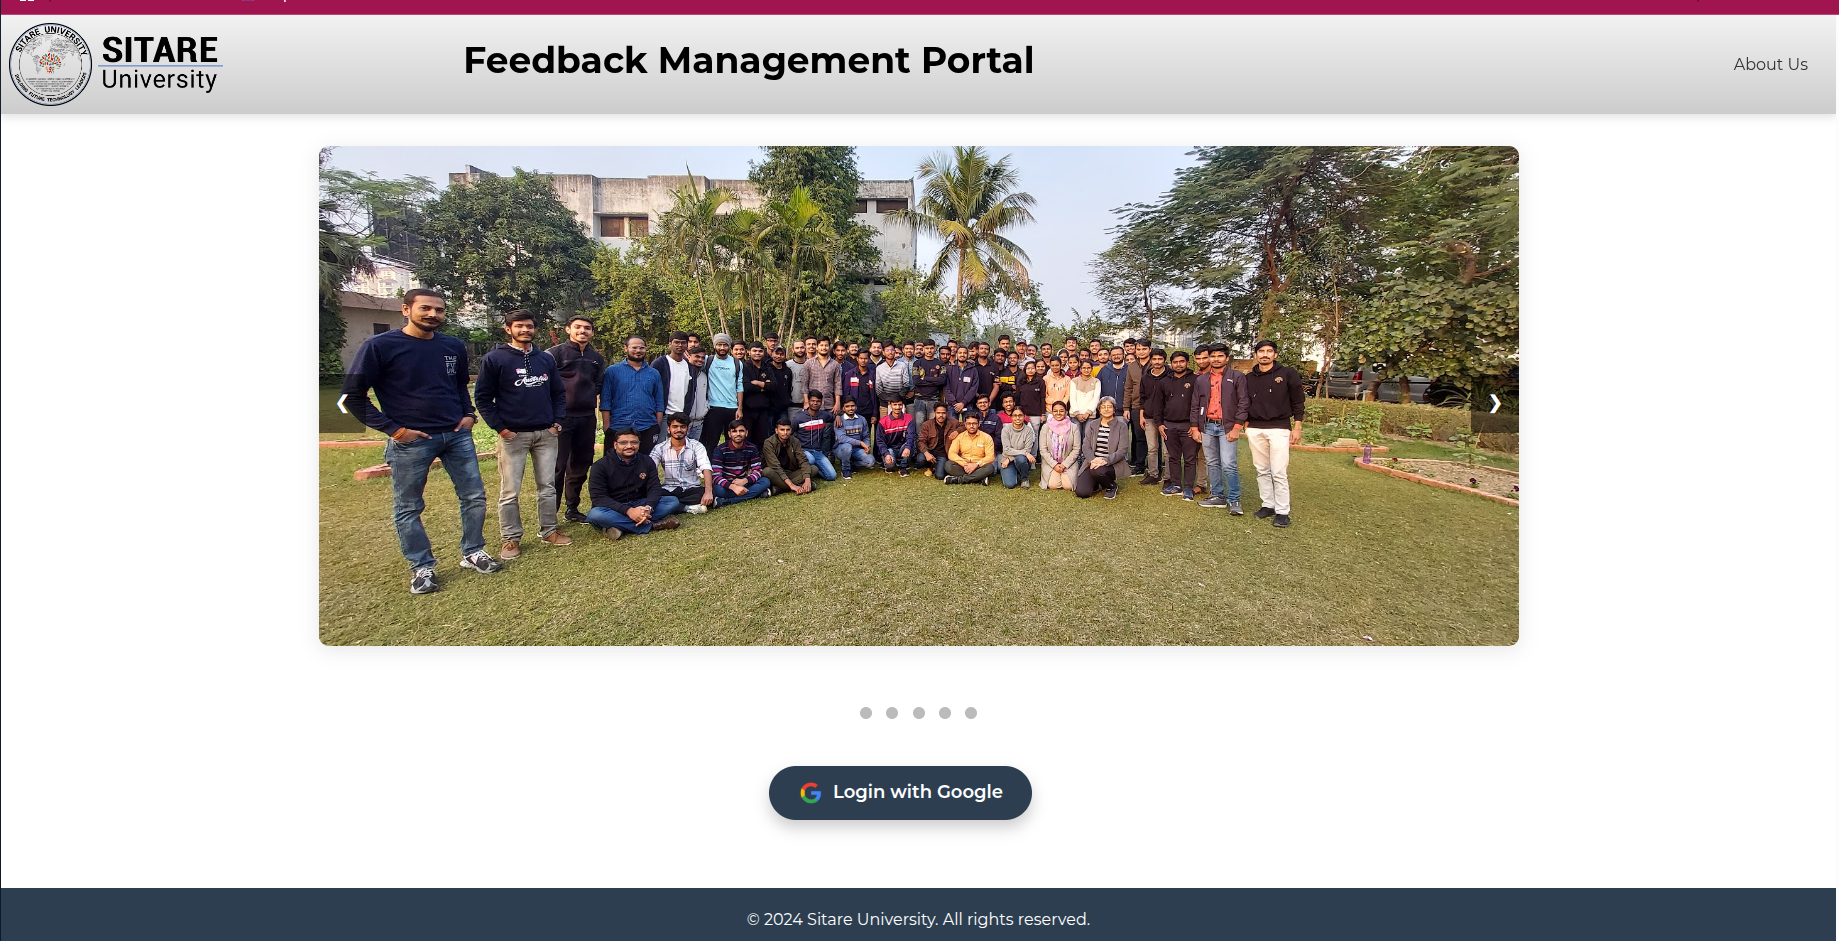 SITARE UNIVERSITY
SITARE
University
Feedback Management Portal
About Us
Login with Google
© 2024 Sitare University. All rights reserved.